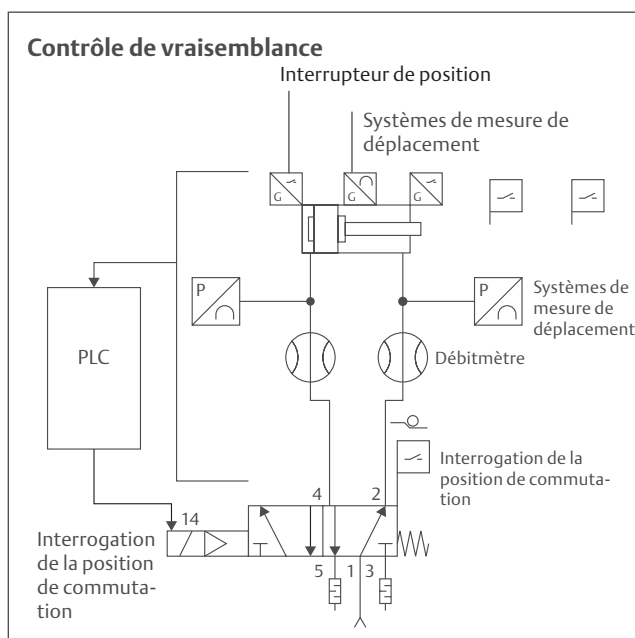 Contrôle de vraisemblance
Interrupteur de position
Systèmes de mesure de
déplacement
G
G
G
P
P
Systèmes de
mesure de
déplacement
PLC
Débitmètre
Interrogation de la
position de commuta-
tion
4
2
14
Interrogation
de la position
de commuta-
tion
5
1
3